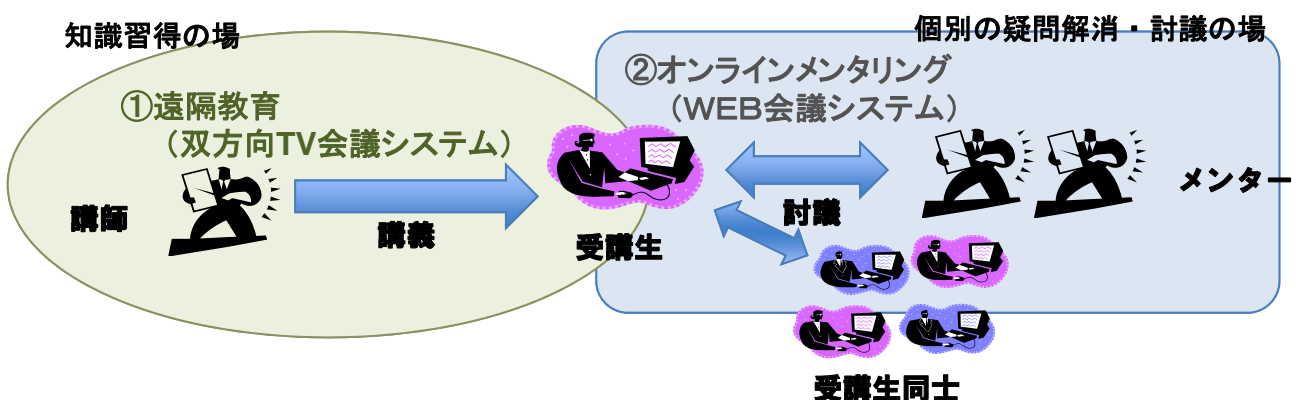 知識習得の場
①遠隔教育
（双方向TV会議システム）
講師
講義
受講生
個別の疑問解消・討議の場
②オンラインメンタリング
（WEB会議システム）
メンター
討議
受講生同士